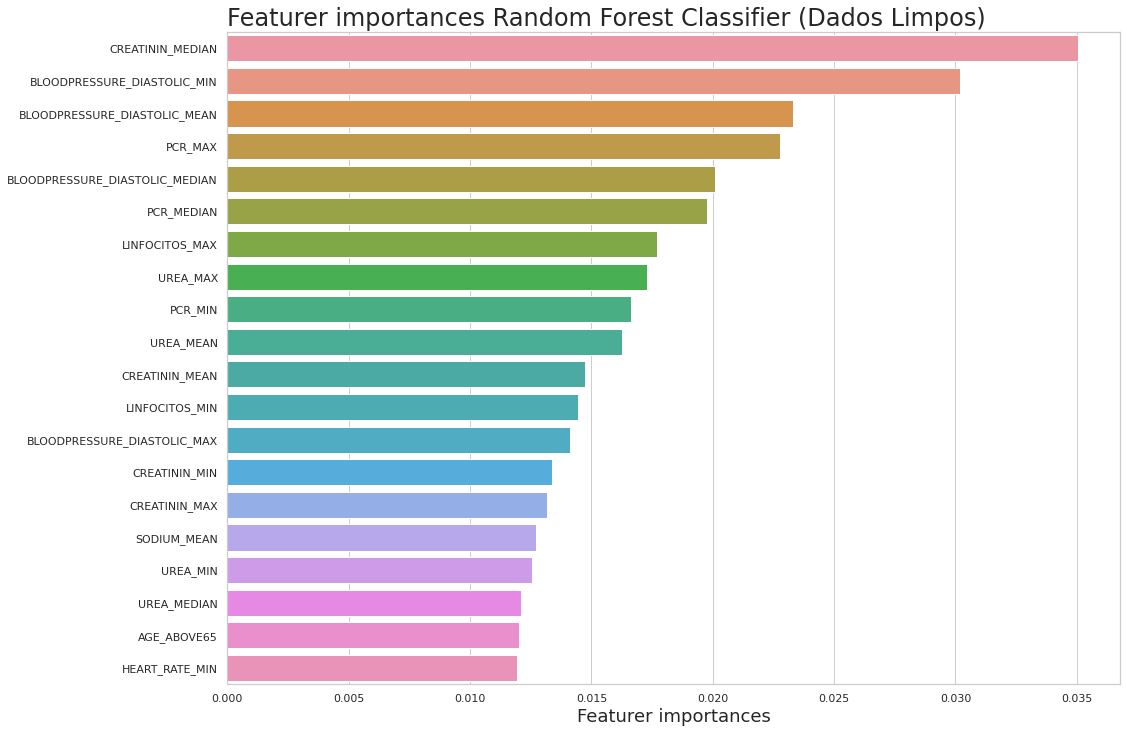 Featurer importances Random Forest Classifier (Dados Limpos)
CREATININ_MEDIAN
BLOODPRESSURE_DIASTOLIC_MIN
BLOODPRESSURE_DIASTOLIC_MEAN
PCR_MAX
BLOODPRESSURE_DIASTOLIC_MEDIAN
PCR_MEDIAN
LINFOCITOS_MAX
UREA_MAX
PCR_MIN
UREA_MEAN
CREATININ_MEAN
LINFOCITOS_MIN
BLOODPRESSURE_DIASTOLIC_MAX
CREATININ_MIN
CREATININ_MAX
SODIUM_MEAN
UREA_MIN
UREA_MEDIAN
AGE_ABOVE65
HEART_RATE_MIN
0.000 0.005 0.010 0.015 0.020 0.025 0.030 0.035
Featurer importances